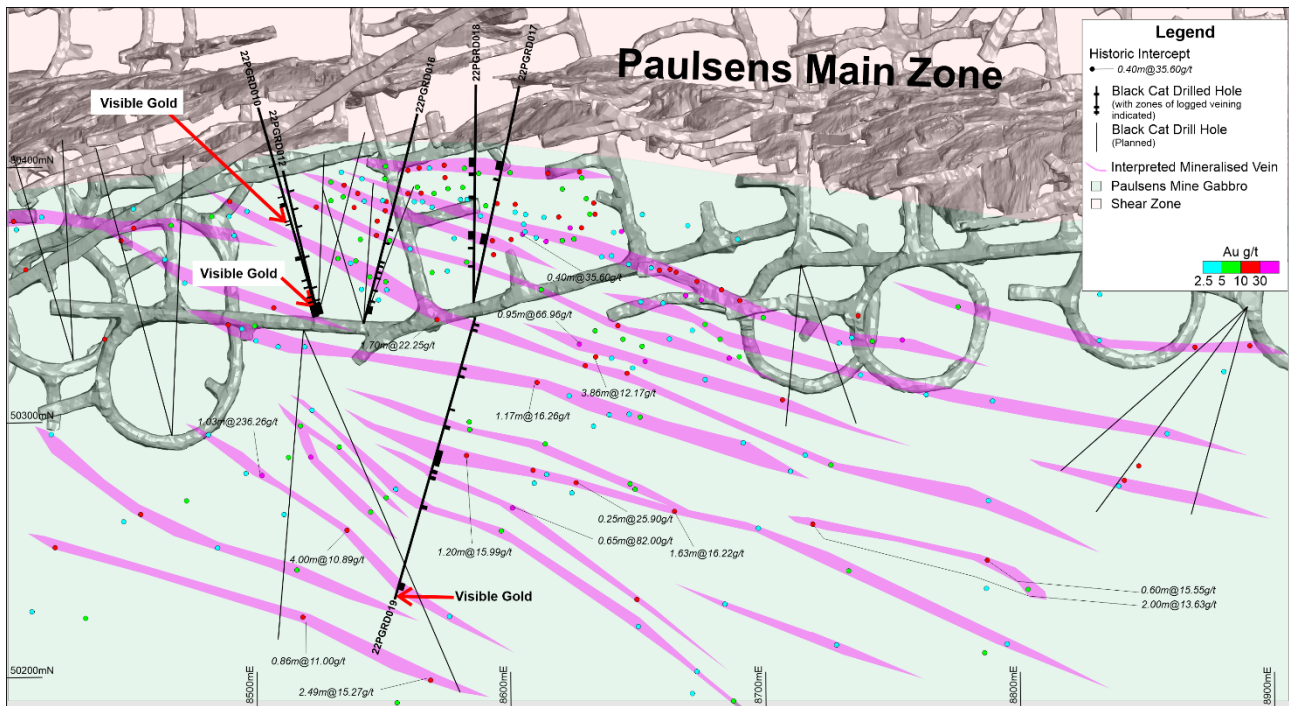 Paulsens Main Zone
Legend
Historic Intercept
0.40m@35.60g/t
Black Cat Drilled Hole
(with zones of logged veining
indicated)
Black Cat Drill Hole
(Planned)
Interpreted Mineralised Vein
Paulsens Mine Gabbro
Shear Zone
Au g/t
2.5 5 10 30
22PGRD010
22PGRD012
22PGRD016
22PGRD018
22PGRD017
Visible Gold
Visible Gold
50400mN
0.40m@35.60g/t
0.95m@66.96g/t
1.70m@22.25g/t
3.86m@12.17g/t
1.17m@16.26g/t
50300mN
1.03m@236.26g/t
0.25m@25.90g/t
0.65m@82.00g/t
1.63m@16.22g/t
1.20m@15.99g/t
4.00m@10.89g/t
0.60m@15.55g/t
2.00m@13.63g/t
Visible Gold
22PGRD019
0.86m@11.00g/t
2.49m@15.27g/t
50200mN
8500mE
8600mE
8700mE
8800mE
8900mE